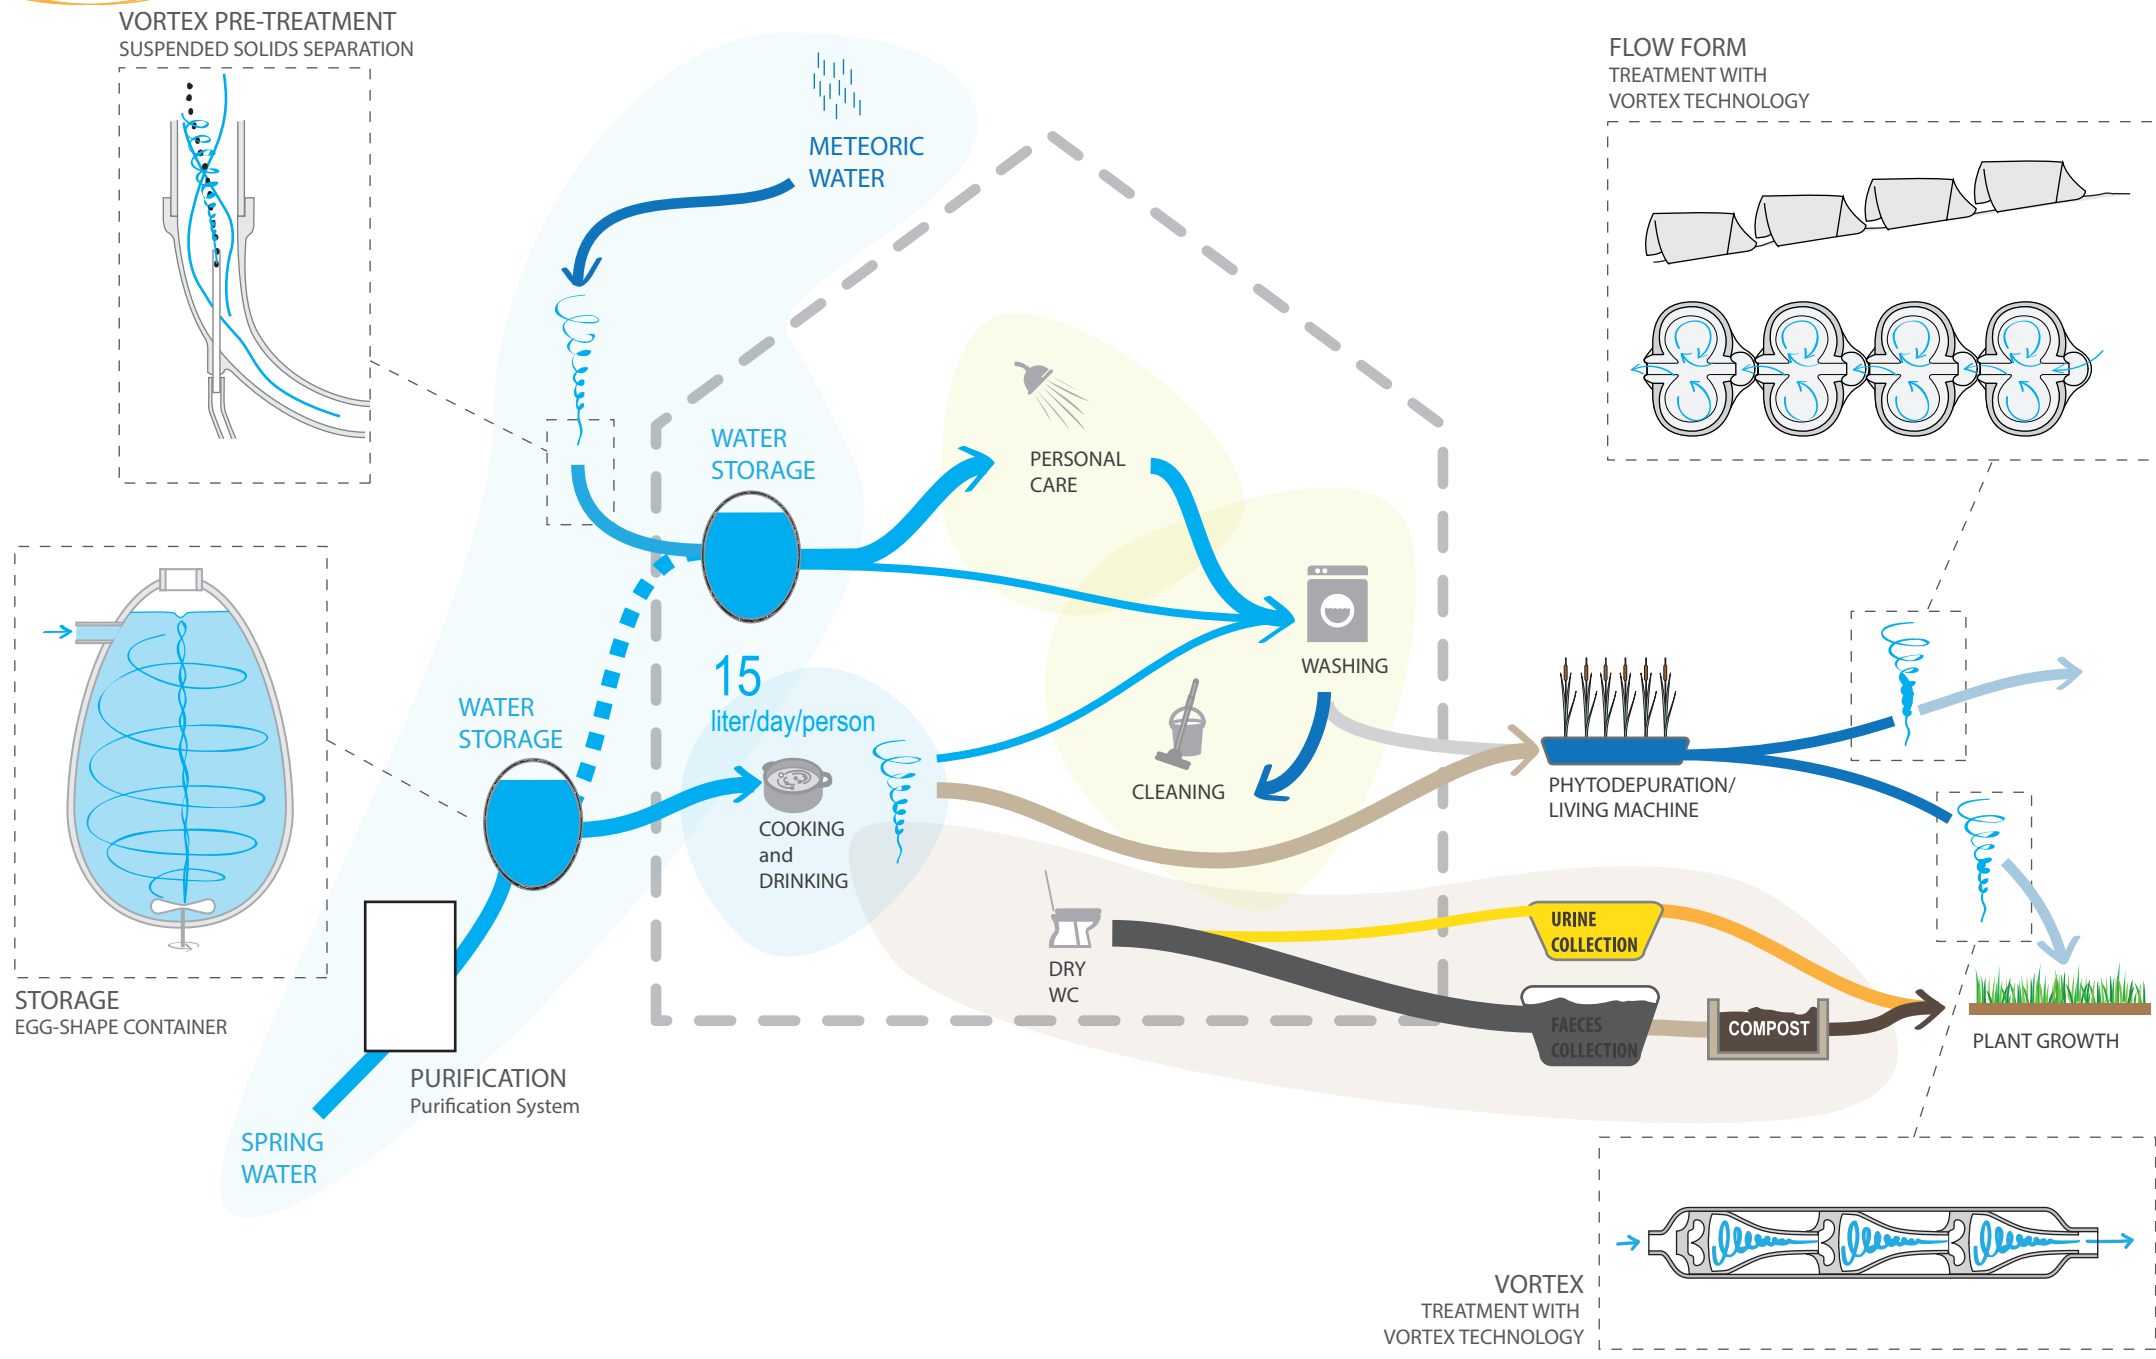 VORTEX PRE-TREATMENT
SUSPENDED SOLIDS SEPARATION
FLOW FORM
TREATMENT WITH
VORTEX TECHNOLOGY
METEORIC
WATER
WATER
STORAGE
PERSONAL
CARE
15
liter/day/person
WASHING
WATER
STORAGE
CLEANING
COOKING
and
DRINKING
PHYTODEPURATION/
LIVING MACHINE
STORAGE
EGG-SHAPE CONTAINER
DRY
WC
URINE
COLLECTION
FAECES
COLLECTION
COMPOST
PLANT GROWTH
PURIFICATION
Purification System
SPRING
WATER
VORTEX
TREATMENT WITH
VORTEX TECHNOLOGY